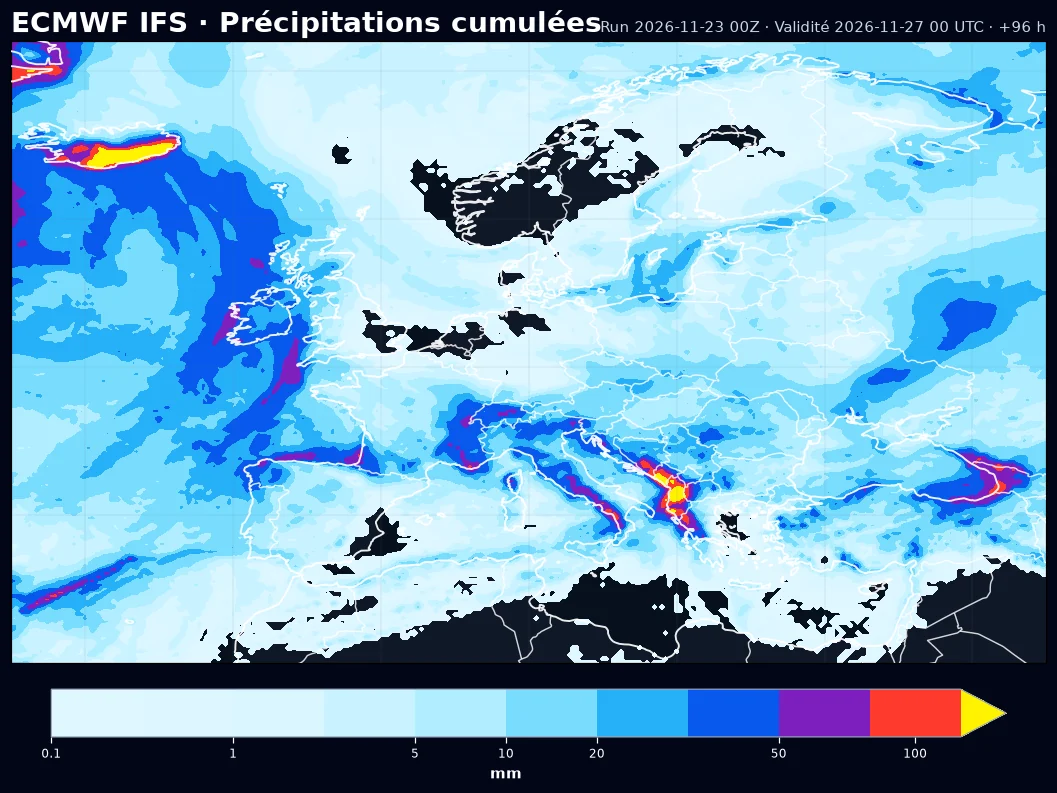 ECMWF IFS · Précipitations cumulées
Run 2026-11-23 00Z · Validité 2026-11-27 00 UTC · +96 h
0.1 1 5 10 20 50 100
mm